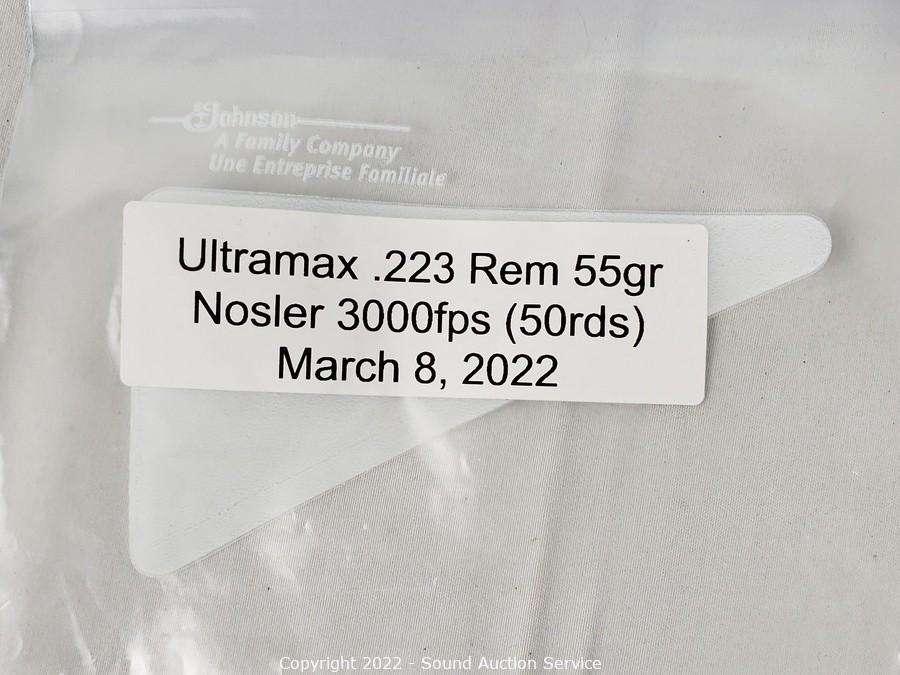 sc Johnson
A Family Company
Une Entreprise Familiale
Ultramax .223 Rem 55gr
Nosler 3000fps (50rds)
March 8, 2022
Copyright 2022 - Sound Auction Service